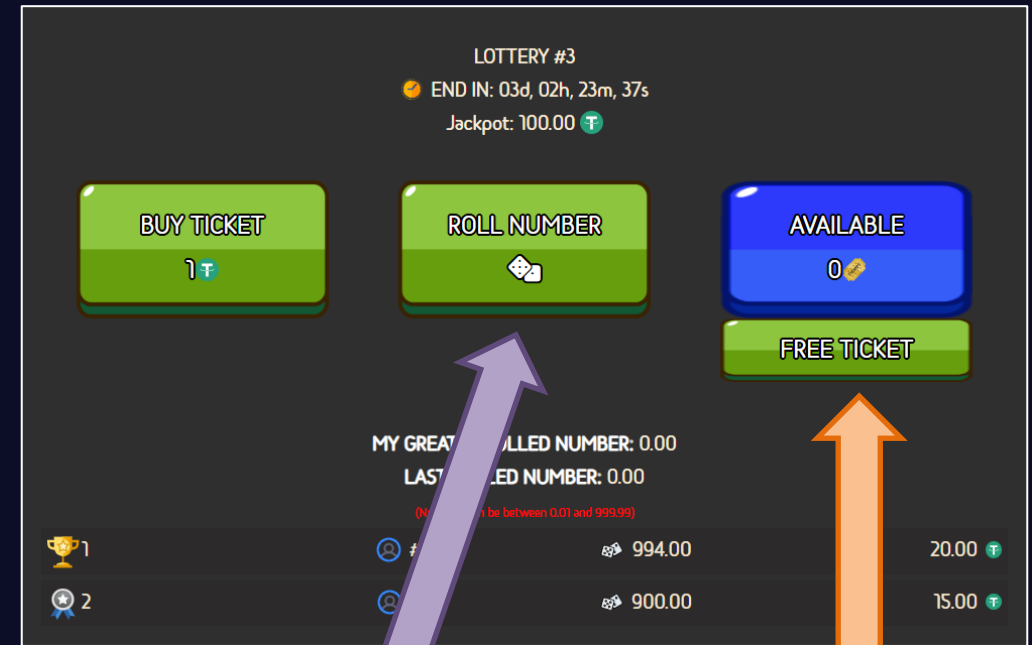 LOTTERY #3
END IN: 03d, 02h, 23m, 37s
Jackpot: 100.00
BUY TICKET
1
ROLL NUMBER
AVAILABLE
0
FREE TICKET
MY GREAT LLED NUMBER: 0.00
LAST LED NUMBER: 0.00
be between 0.01 and 999.99)
1 # 994.00 20.00
2 900.00 15.00